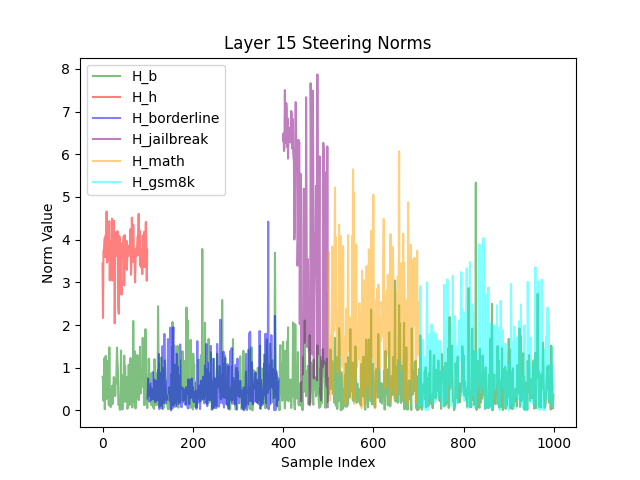 Layer 15 Steering Norms
H_b
H_h
H_borderline
H_jailbreak
H_math
H_gsm8k
Norm Value
8
7
6
5
4
3
2
1
0
0 200 400 600 800 1000
Sample Index